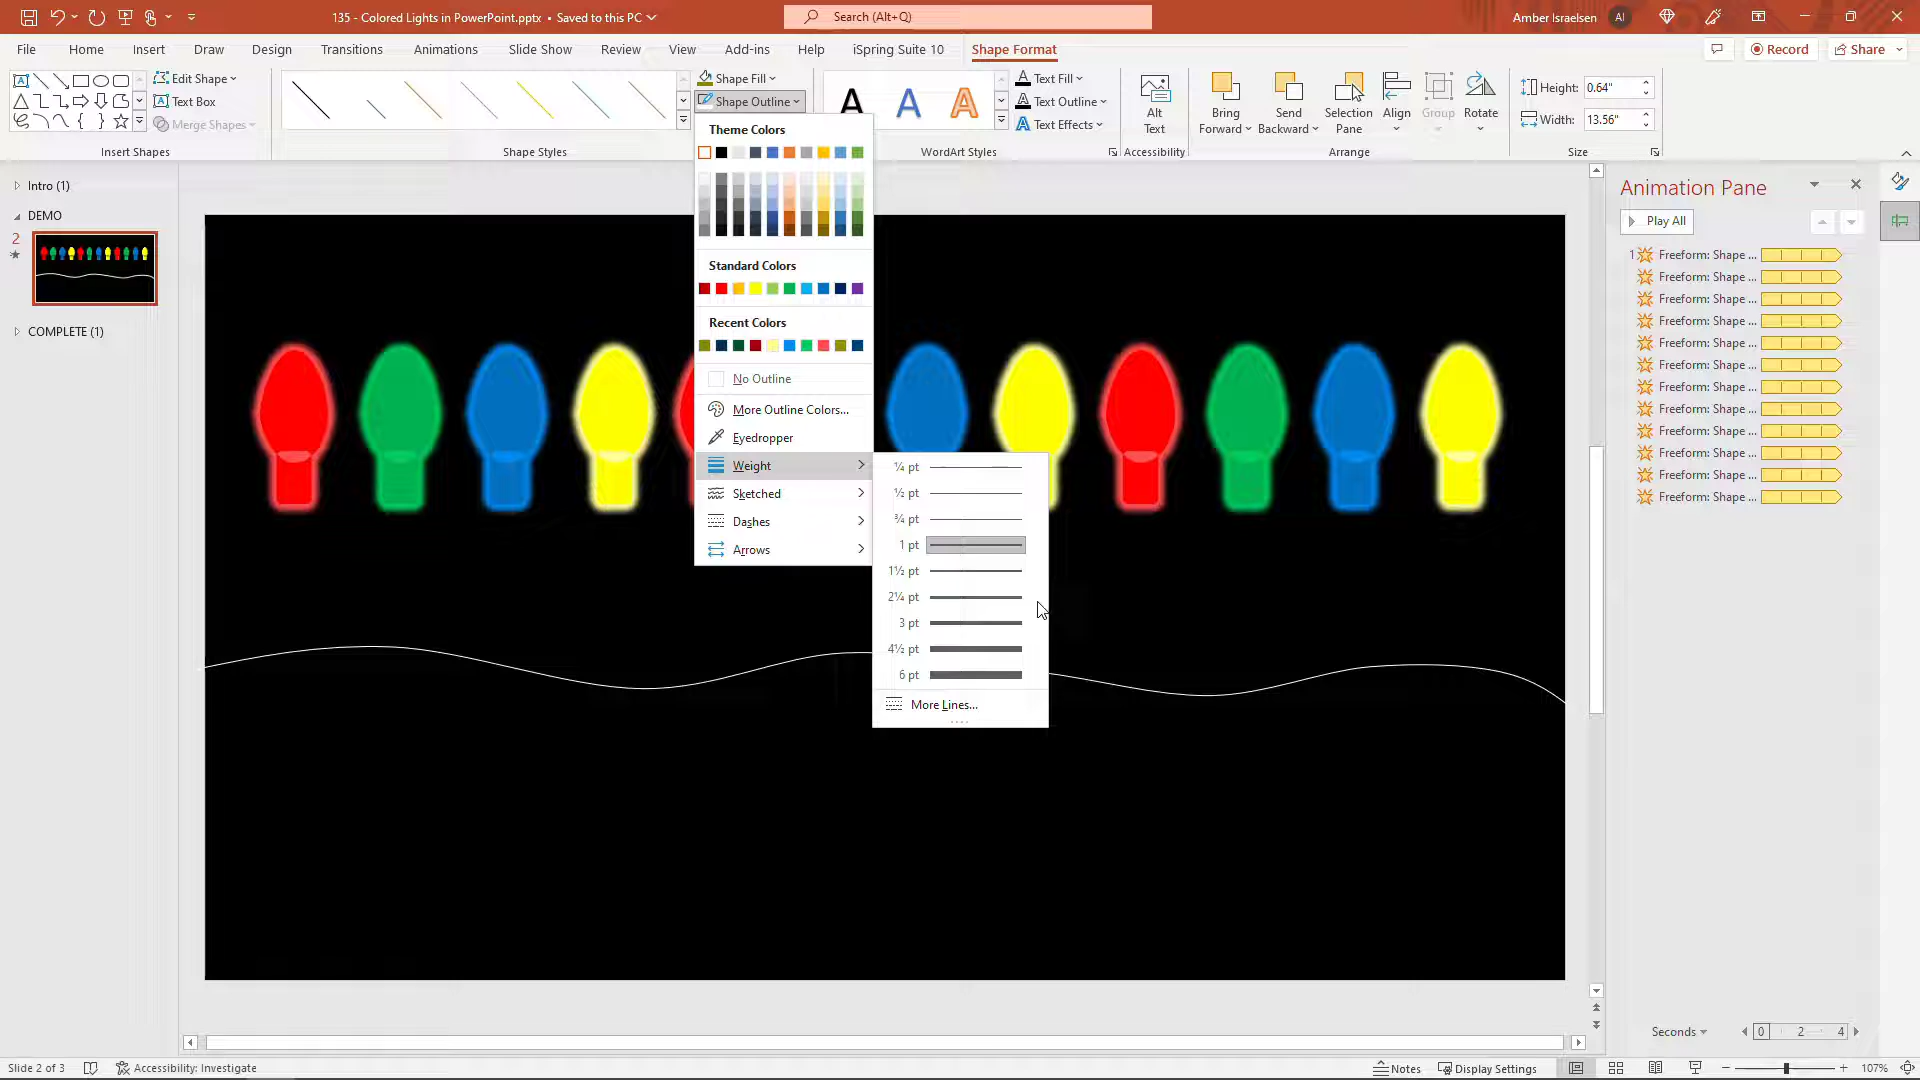 135 - Colored Lights in PowerPoint.pptx • Saved to this PC
Search (Alt+Q)
Amber Israelsen
AI
File Home Insert Draw Design Transitions Animations Slide Show Review View Add-ins Help iSpring Suite 10 Shape Format
Record
Share
Edit Shape
Text Box
Merge Shapes
Insert Shapes
Shape Styles
Shape Fill
Shape Outline
A A A
Text Fill
Text Outline
Text Effects
WordArt Styles
Alt Text
Accessibility
Bring Forward
Send Backward
Selection Pane
Align
Group
Rotate
Arrange
Height: 0.64"
Width: 13.56"
Size
Intro (1)
DEMO
2
COMPLETE (1)
Theme Colors
Standard Colors
Recent Colors
No Outline
More Outline Colors...
Eyedropper
Weight
Sketched
Dashes
Arrows
¼ pt
½ pt
¾ pt
1 pt
1½ pt
2¼ pt
3 pt
4½ pt
6 pt
More Lines...
Animation Pane
Play All
1 Freeform: Shape ...
Freeform: Shape ...
Freeform: Shape ...
Freeform: Shape ...
Freeform: Shape ...
Freeform: Shape ...
Freeform: Shape ...
Freeform: Shape ...
Freeform: Shape ...
Freeform: Shape ...
Freeform: Shape ...
Freeform: Shape ...
Seconds 0 2 4
Slide 2 of 3
Accessibility: Investigate
Notes
Display Settings
107%